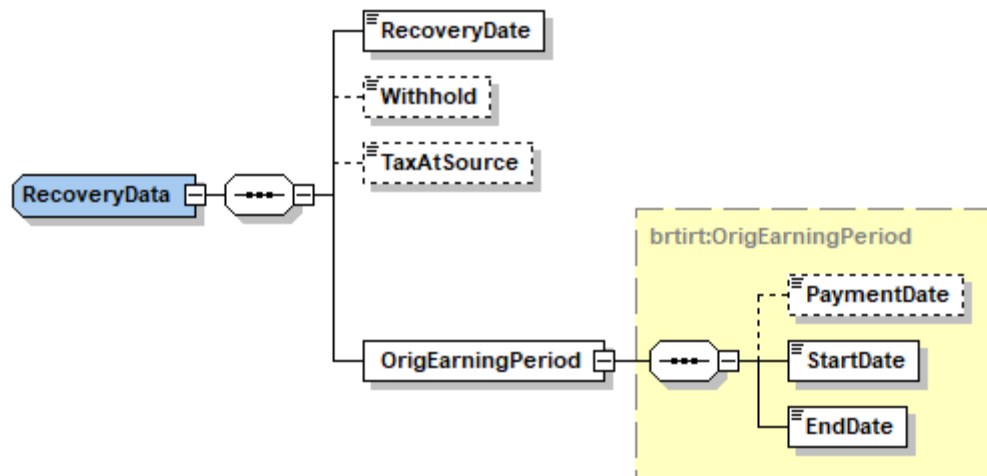 RecoveryDate
Withhold
TaxAtSource
RecoveryData
brtirt:OrigEarningPeriod
PaymentDate
OrigEarningPeriod
StartDate
EndDate